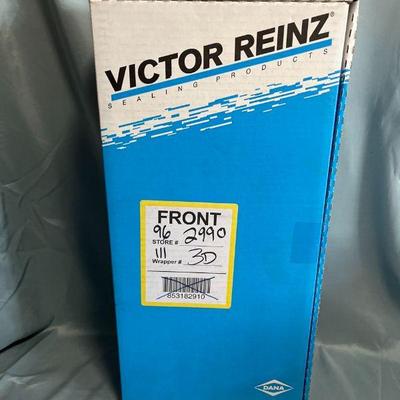 VICTOR REINZ®
SEALING PRODUCTS
FRONT
96 2990
STORE #
111 3D
Wrapper #
853182910
DANA